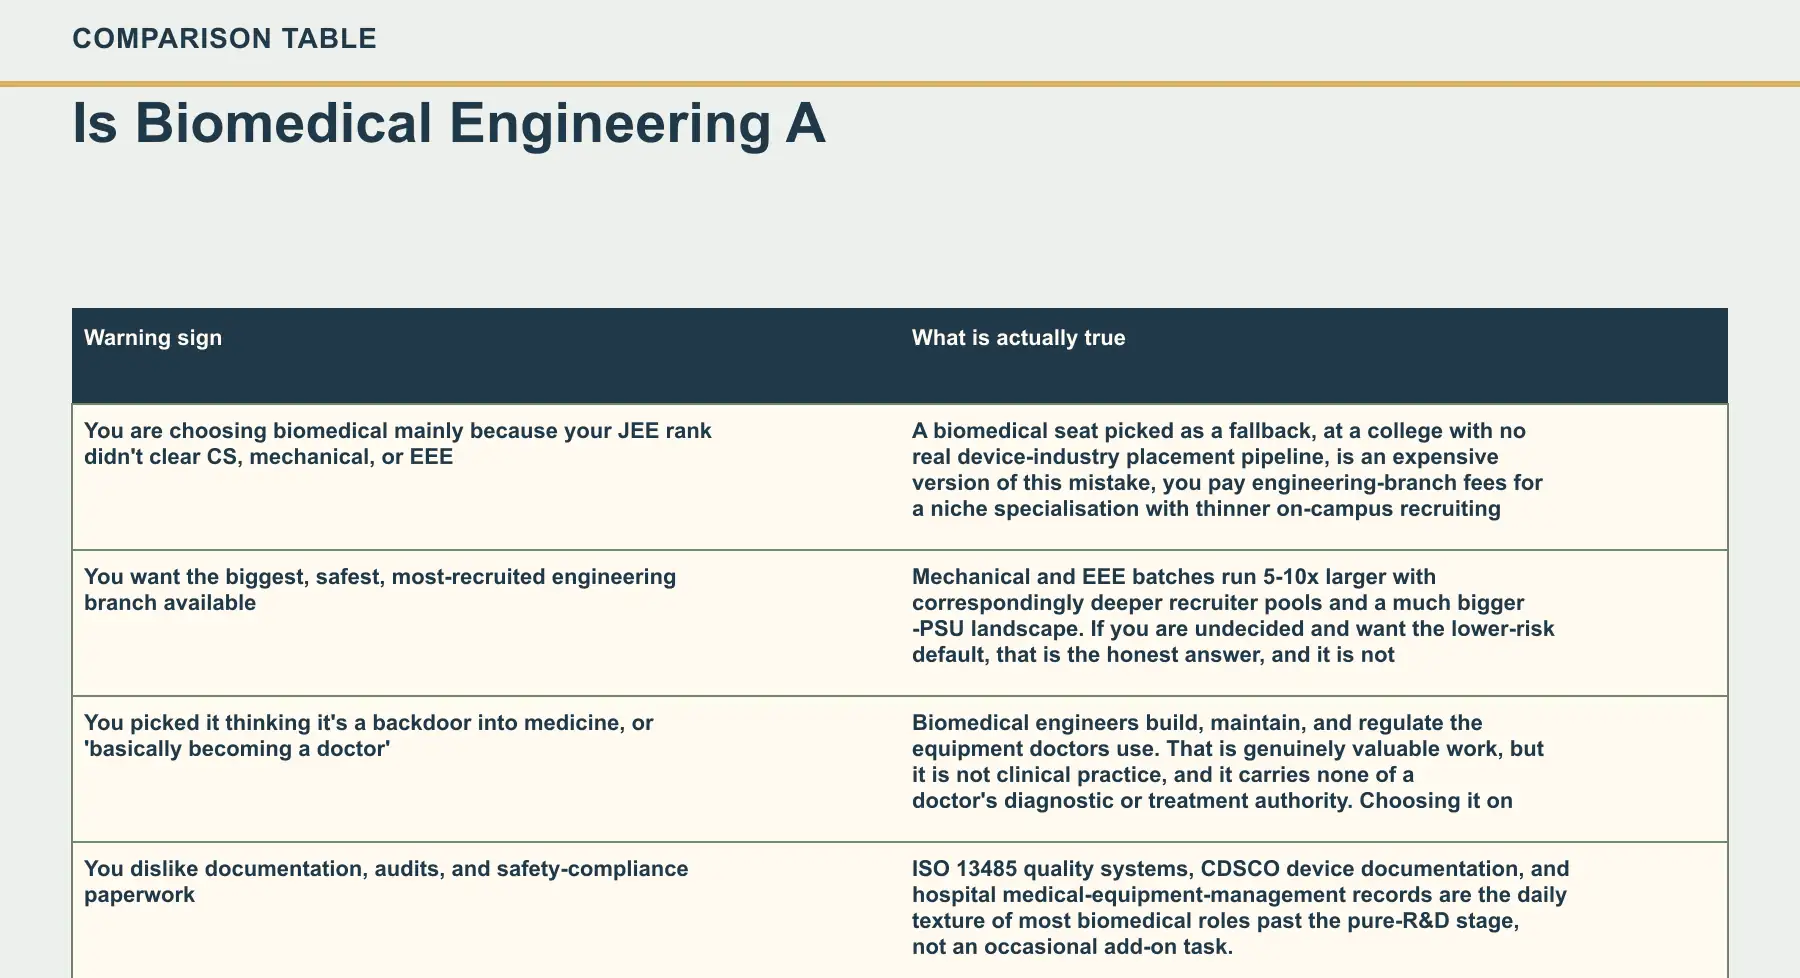 COMPARISON TABLE
Is Biomedical Engineering A
Warning sign
What is actually true
You are choosing biomedical mainly because your JEE rank
didn't clear CS, mechanical, or EEE
A biomedical seat picked as a fallback, at a college with no
real device-industry placement pipeline, is an expensive
version of this mistake, you pay engineering-branch fees for
a niche specialisation with thinner on-campus recruiting
You want the biggest, safest, most-recruited engineering
branch available
Mechanical and EEE batches run 5-10x larger with
correspondingly deeper recruiter pools and a much bigger
-PSU landscape. If you are undecided and want the lower-risk
default, that is the honest answer, and it is not
You picked it thinking it's a backdoor into medicine, or
'basically becoming a doctor'
Biomedical engineers build, maintain, and regulate the
equipment doctors use. That is genuinely valuable work, but
it is not clinical practice, and it carries none of a
doctor's diagnostic or treatment authority. Choosing it on
You dislike documentation, audits, and safety-compliance
paperwork
ISO 13485 quality systems, CDSCO device documentation, and
hospital medical-equipment-management records are the daily
texture of most biomedical roles past the pure-R&D stage,
not an occasional add-on task.